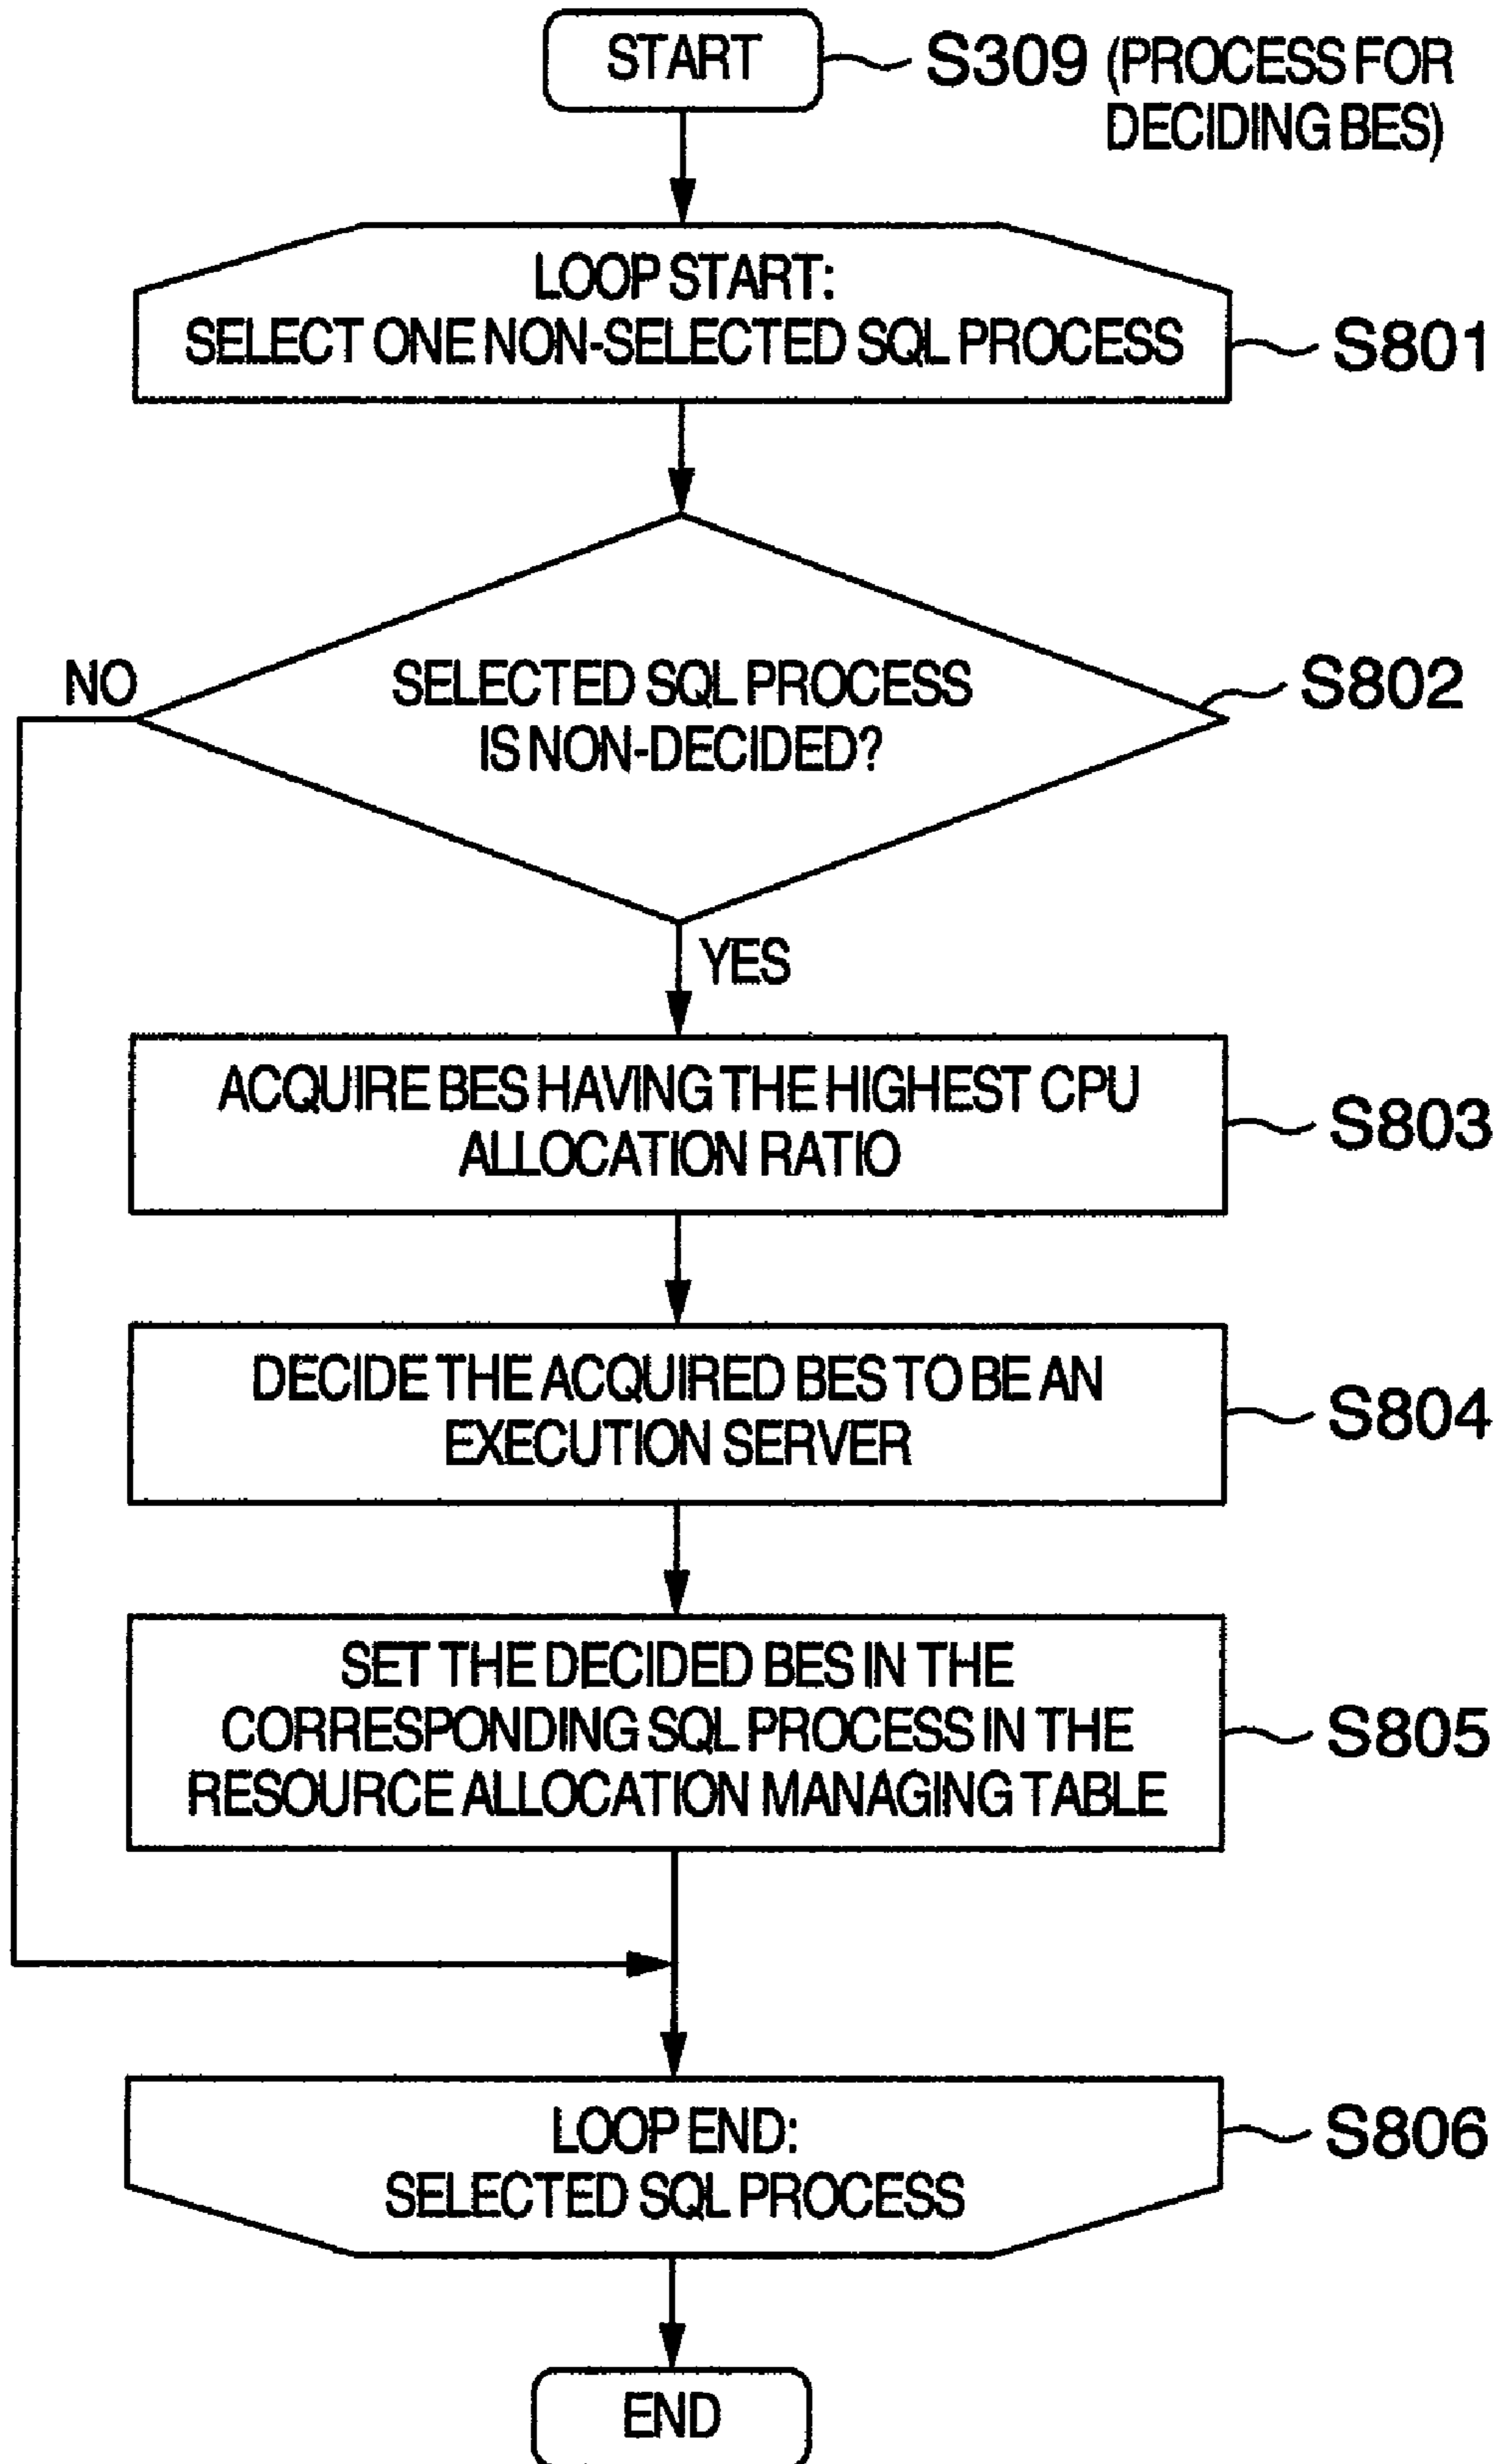 START
S309 (PROCESS FOR
DECIDING BES)
LOOP START:
SELECT ONE NON-SELECTED SQL PROCESS
S801
NO
SELECTED SQL PROCESS
IS NON-DECIDED?
S802
YES
ACQUIRE BES HAVING THE HIGHEST CPU
ALLOCATION RATIO
S803
DECIDE THE ACQUIRED BES TO BE AN
EXECUTION SERVER
S804
SET THE DECIDED BES IN THE
CORRESPONDING SQL PROCESS IN THE
RESOURCE ALLOCATION MANAGING TABLE
S805
LOOP END:
SELECTED SQL PROCESS
S806
END